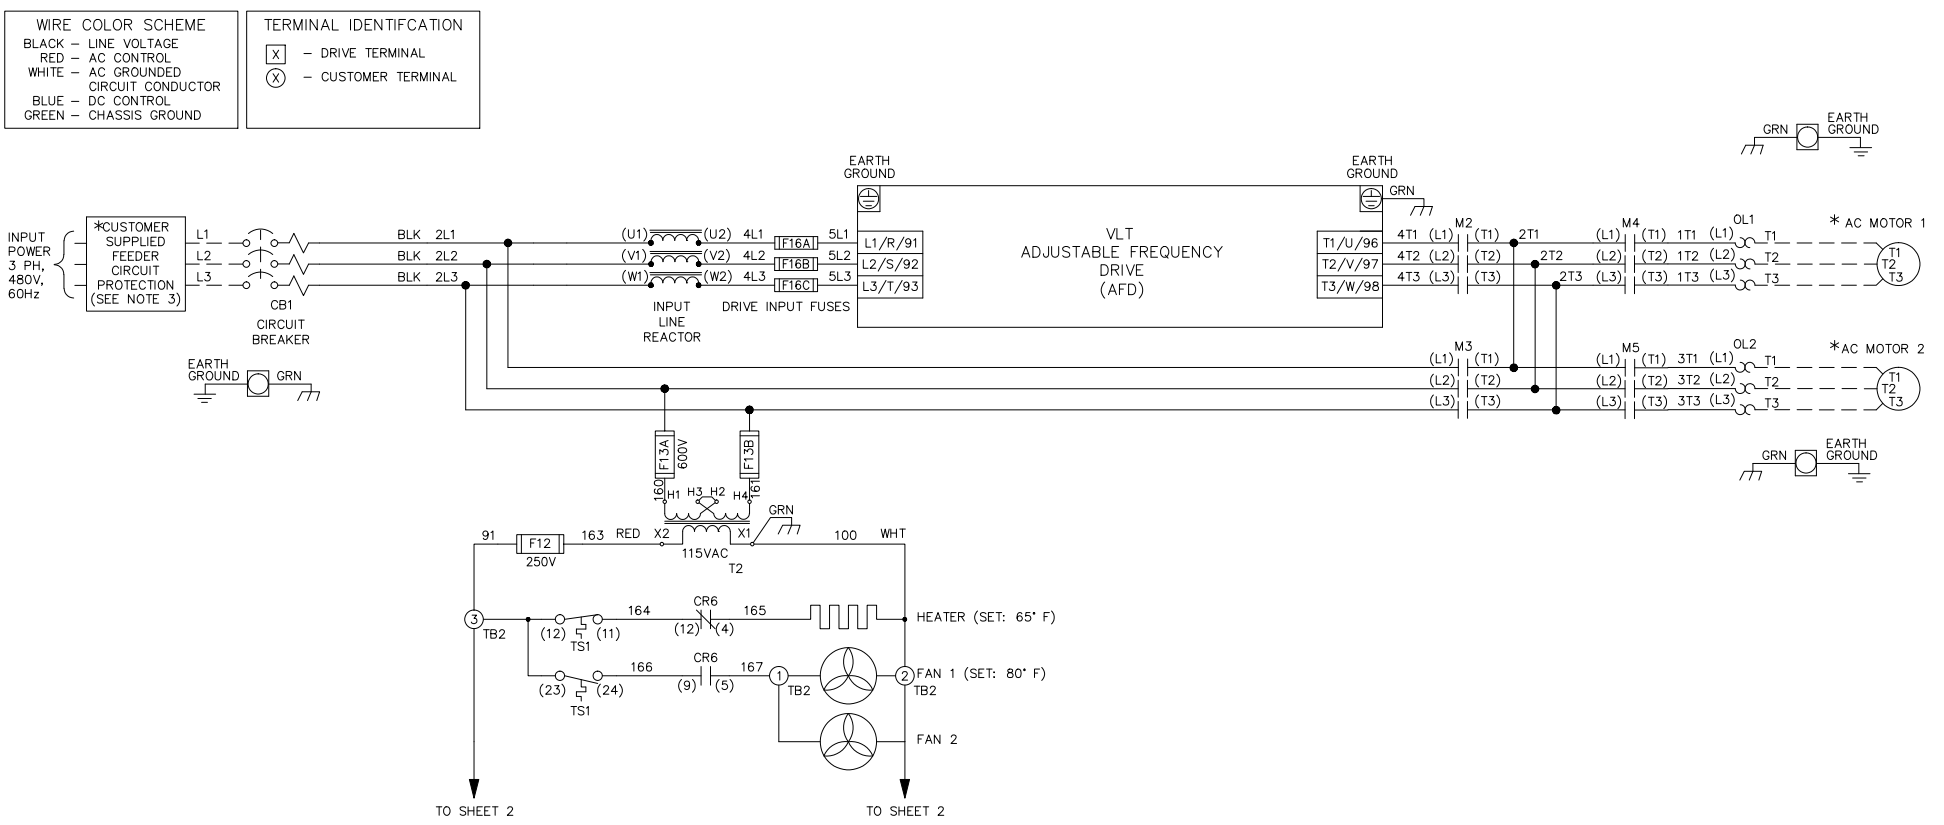 WIRE COLOR SCHEME
BLACK – LINE VOLTAGE
RED – AC CONTROL
WHITE – AC GROUNDED
CIRCUIT CONDUCTOR
BLUE – DC CONTROL
GREEN – CHASSIS GROUND
TERMINAL IDENTIFCATION
X – DRIVE TERMINAL
X – CUSTOMER TERMINAL
GRN
EARTH
GROUND
INPUT
POWER
3 PH,
480V,
60Hz
*CUSTOMER
SUPPLIED
FEEDER
CIRCUIT
PROTECTION
(SEE NOTE 3)
L1
L2
L3
CB1
CIRCUIT
BREAKER
BLK 2L1
BLK 2L2
BLK 2L3
(U1) (U2) 4L1 F16A 5L1
(V1) (V2) 4L2 F16B 5L2
(W1) (W2) 4L3 F16C 5L3
INPUT
LINE
REACTOR
DRIVE INPUT FUSES
EARTH
GROUND
L1/R/91
L2/S/92
L3/T/93
VLT
ADJUSTABLE FREQUENCY
DRIVE
(AFD)
EARTH
GROUND
GRN
T1/U/96
T2/V/97
T3/W/98
M2
4T1 (L1) (T1) 2T1
4T2 (L2) (T2) 2T2
4T3 (L3) (T3) 2T3
M4
(L1) (T1) 1T1 (L1) T1
(L2) (T2) 1T2 (L2) T2
(L3) (T3) 1T3 (L3) T3
OL1
* AC MOTOR 1
T1
T2
T3
EARTH
GROUND
GRN
M3
(L1) (T1)
(L2) (T2)
(L3) (T3)
M5
(L1) (T1) 3T1 (L1) T1
(L2) (T2) 3T2 (L2) T2
(L3) (T3) 3T3 (L3) T3
OL2
*AC MOTOR 2
T1
T2
T3
GRN
EARTH
GROUND
F13A
600V
F13B
160
161
H1 H3 H2 H4
GRN
91
F12
250V
163 RED X2
X1
100 WHT
115VAC
T2
3
TB2
(12) (11)
TS1
164
CR6
(12) (4)
165
HEATER (SET: 65° F)
(23) (24)
TS1
166
CR6
(9) (5)
167
1
TB2
2
TB2
FAN 1 (SET: 80° F)
FAN 2
TO SHEET 2
TO SHEET 2